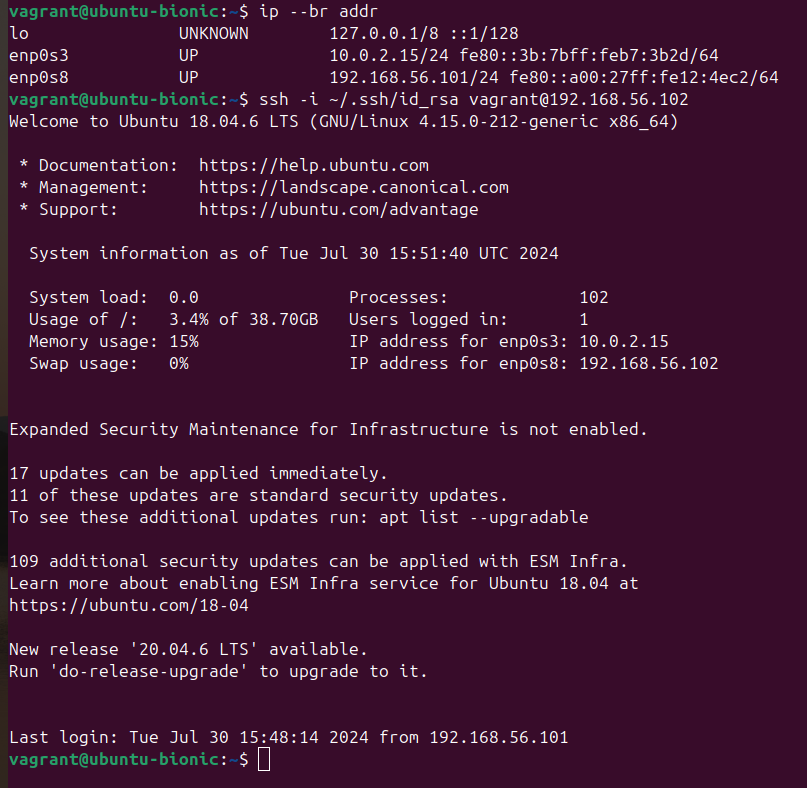 vagrant@ubuntu-bionic:~$ ip --br addr
lo               UNKNOWN        127.0.0.1/8 ::1/128
enp0s3           UP             10.0.2.15/24 fe80::3b:7bff:feb7:3b2d/64
enp0s8           UP             192.168.56.101/24 fe80::a00:27ff:fe12:4ec2/64
vagrant@ubuntu-bionic:~$ ssh -i ~/.ssh/id_rsa vagrant@192.168.56.102
Welcome to Ubuntu 18.04.6 LTS (GNU/Linux 4.15.0-212-generic x86_64)

 * Documentation:  https://help.ubuntu.com
 * Management:     https://landscape.canonical.com
 * Support:        https://ubuntu.com/advantage

  System information as of Tue Jul 30 15:51:40 UTC 2024

  System load:  0.0               Processes:             102
  Usage of /:   3.4% of 38.70GB   Users logged in:       1
  Memory usage: 15%               IP address for enp0s3: 10.0.2.15
  Swap usage:   0%                IP address for enp0s8: 192.168.56.102


Expanded Security Maintenance for Infrastructure is not enabled.

17 updates can be applied immediately.
11 of these updates are standard security updates.
To see these additional updates run: apt list --upgradable

109 additional security updates can be applied with ESM Infra.
Learn more about enabling ESM Infra service for Ubuntu 18.04 at
https://ubuntu.com/18-04

New release '20.04.6 LTS' available.
Run 'do-release-upgrade' to upgrade to it.


Last login: Tue Jul 30 15:48:14 2024 from 192.168.56.101
vagrant@ubuntu-bionic:~$